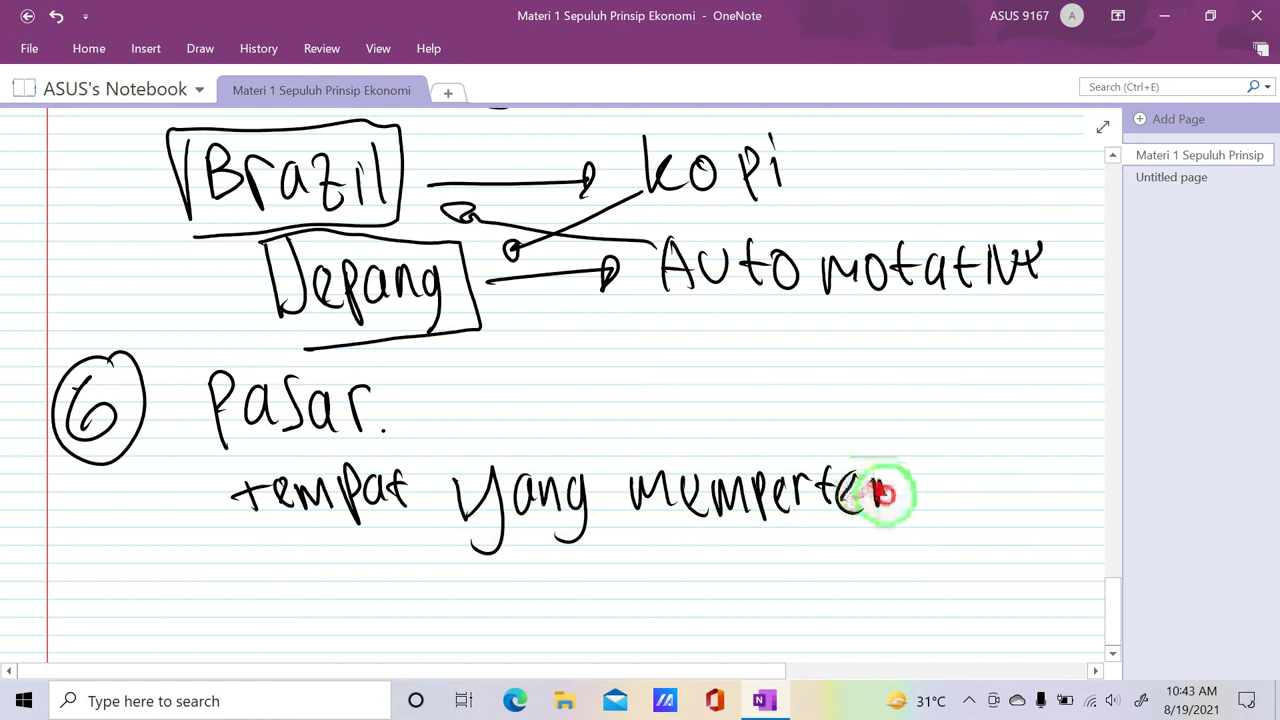 Materi 1 Sepuluh Prinsip Ekonomi - OneNote
ASUS 9167
A
File Home Insert Draw History Review View Help
ASUS's Notebook
Materi 1 Sepuluh Prinsip Ekonomi
Search (Ctrl+E)
Add Page
Materi 1 Sepuluh Prinsip
Untitled page
Brazil kopi
Jepang Automotative
6 Pasar.
tempat yang memperten
Type here to search
31°C
10:43 AM
8/19/2021